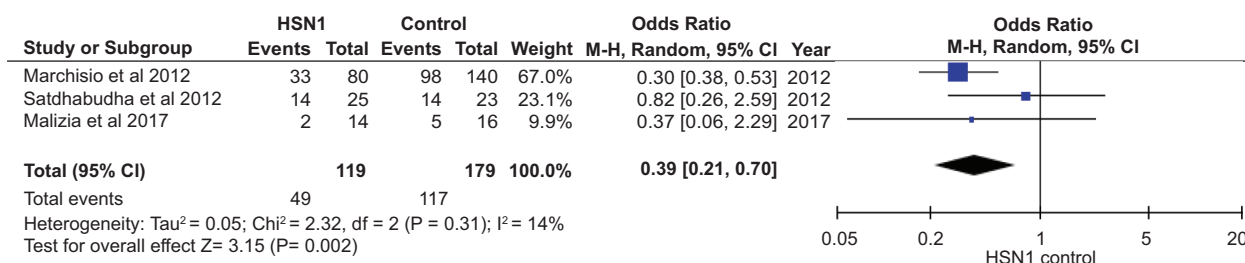 HSN1 Control Odds Ratio Odds Ratio
Study or Subgroup Events Total Events Total Weight M-H, Random, 95% CI Year M-H, Random, 95% CI
Marchisio et al 2012 33 80 98 140 67.0% 0.30 [0.38, 0.53] 2012
Satdhabudha et al 2012 14 25 14 23 23.1% 0.82 [0.26, 2.59] 2012
Malizia et al 2017 2 14 5 16 9.9% 0.37 [0.06, 2.29] 2017
Total (95% CI) 119 179 100.0% 0.39 [0.21, 0.70]
Total events 49 117
Heterogeneity: Tau² = 0.05; Chi² = 2.32, df = 2 (P = 0.31); I² = 14%
Test for overall effect Z= 3.15 (P= 0.002)
0.05 0.2 1 5 20
HSN1 control